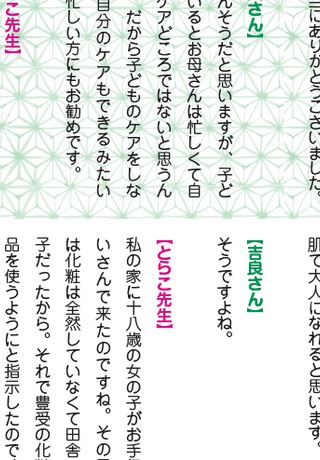 にありがとうございました。
さん】
んそうだと思いますが、子ど
いるとお母さんは忙しくて自
ケアどころではないと思うん
だから子どものケアをしな
自分のケアもできるみたい
忙しい方にもお勧めです。
こ先生】
肌で大人になれると思います。
【吉良さん】
そうですよね。
【とらこ先生】
私の家に十八歳の女の子がお手
いさんで来たのですね。その
は化粧は全然していなくて田舎
子だったから。それで豊受の化
品を使うようにと指示したので